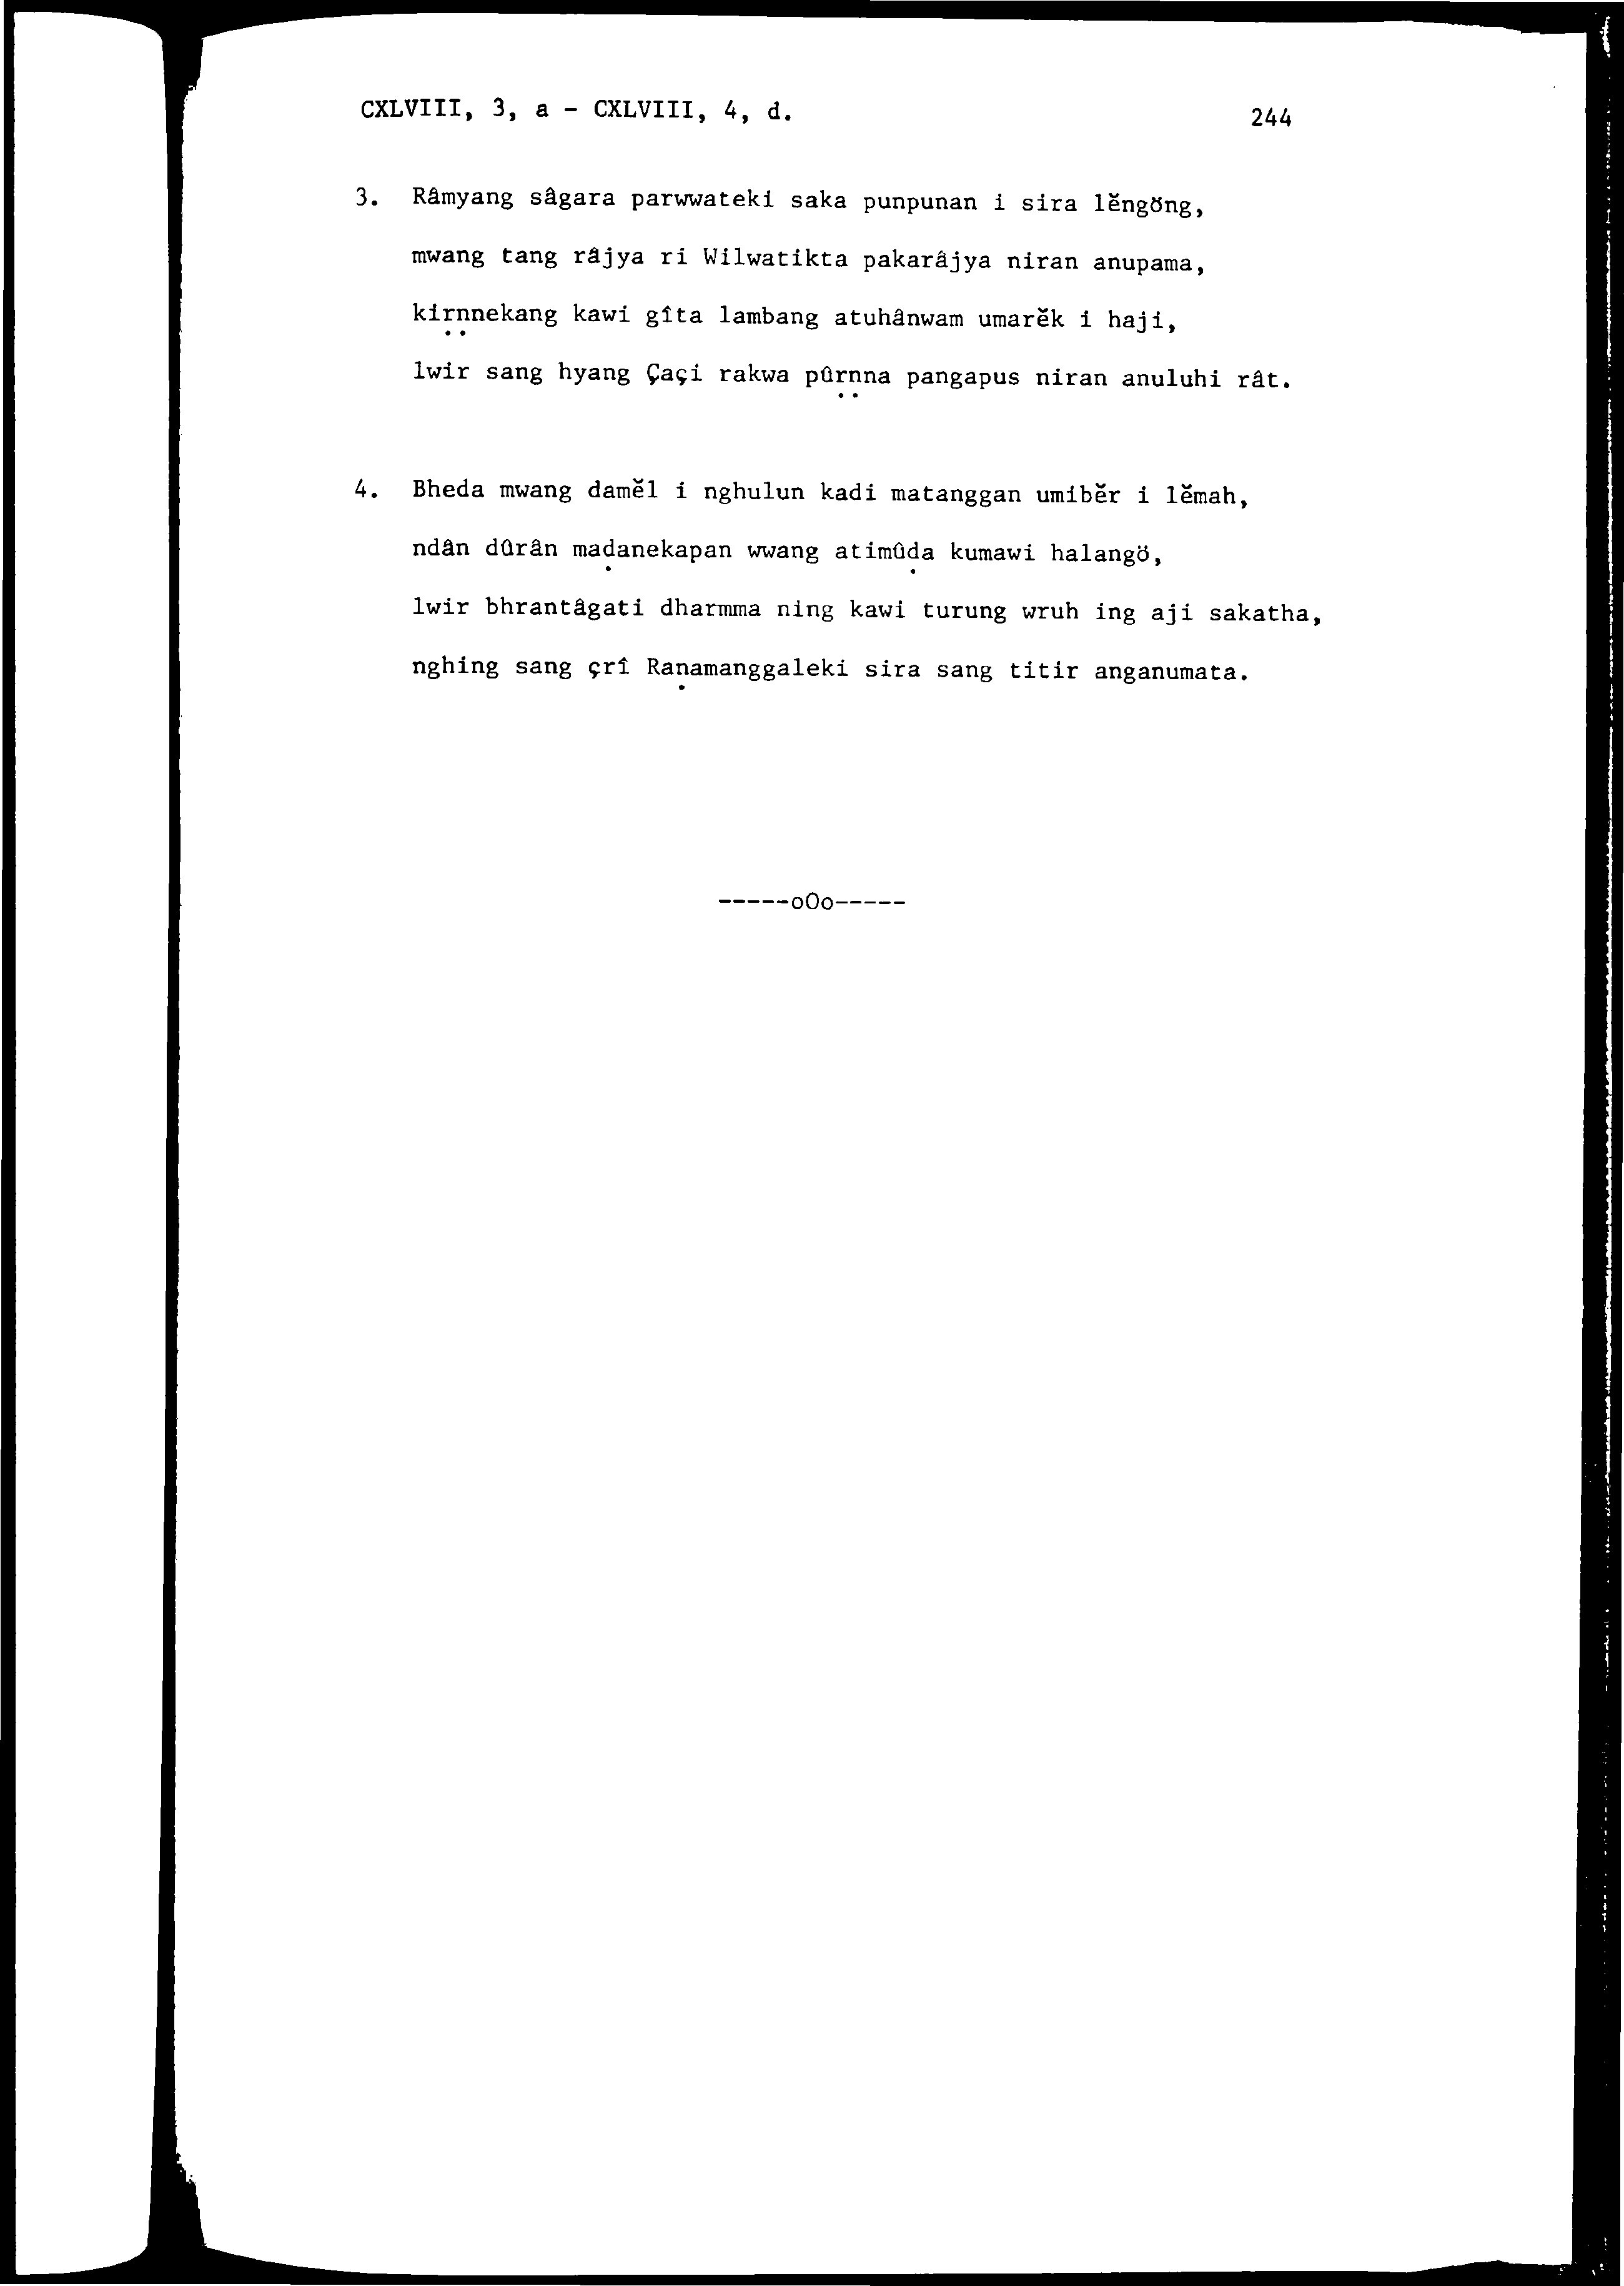 CXLVIII, 3, a - CXLVIII, 4, d.
244
3. Râmyang sâgara parwwateki saka punpunan i sira lĕngöng,
mwang tang râjya ri Wilwatikta pakarâjya niran anupama,
kirṇṇekang kawi gîta lambang atuhânwam umarĕk i haji,
lwir sang hyang Çaçi rakwa pûrṇṇa pangapus niran anuluhi rât.
4. Bheda mwang damĕl i nghulun kadi matanggan umibĕr i lĕmah,
ndân dûrân maḍanekapan wwang atimûḍa kumawi halangö,
lwir bhrantâgati dharmma ning kawi turung wruh ing aji sakatha,
nghing sang çrî Raṇamanggaleki sira sang titir anganumata.
------oOo-----